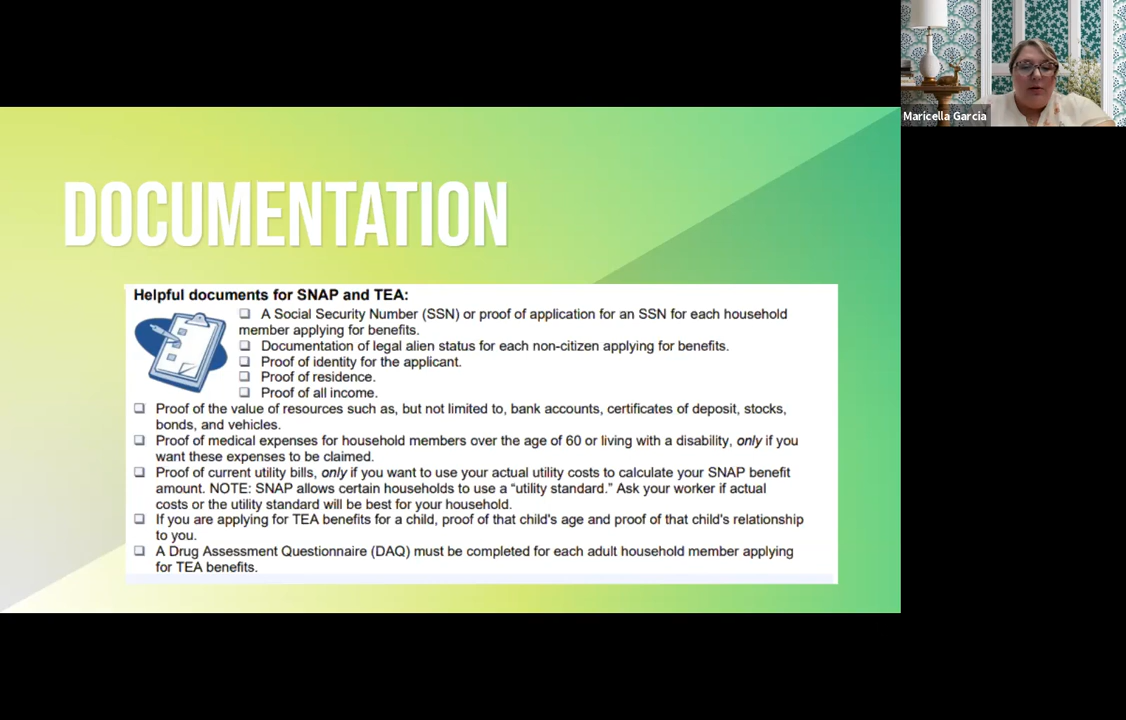 Maricella Garcia
DOCUMENTATION
Helpful documents for SNAP and TEA:
A Social Security Number (SSN) or proof of application for an SSN for each household
member applying for benefits.
Documentation of legal alien status for each non-citizen applying for benefits.
Proof of identity for the applicant.
Proof of residence.
Proof of all income.
Proof of the value of resources such as, but not limited to, bank accounts, certificates of deposit, stocks,
bonds, and vehicles.
Proof of medical expenses for household members over the age of 60 or living with a disability, only if you
want these expenses to be claimed.
Proof of current utility bills, only if you want to use your actual utility costs to calculate your SNAP benefit
amount. NOTE: SNAP allows certain households to use a “utility standard.” Ask your worker if actual
costs or the utility standard will be best for your household.
If you are applying for TEA benefits for a child, proof of that child's age and proof of that child's relationship
to you.
A Drug Assessment Questionnaire (DAQ) must be completed for each adult household member applying
for TEA benefits.